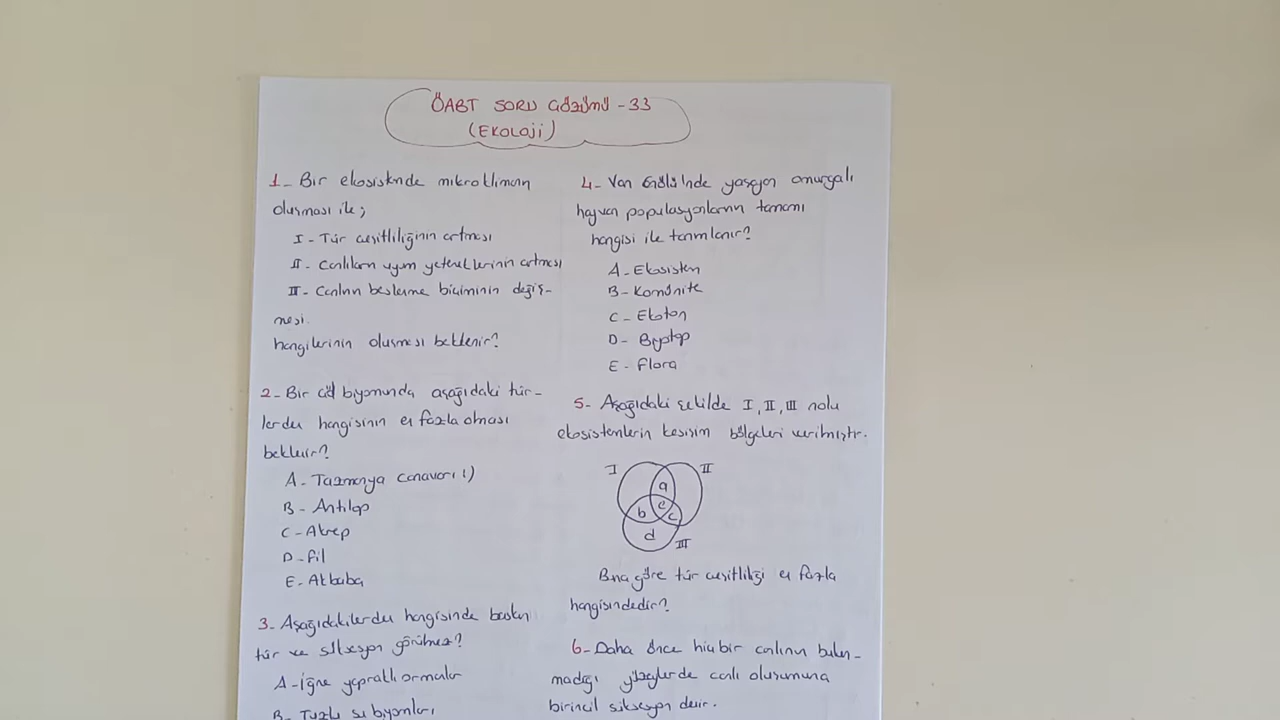 ÖABT SORU ÇÖZÜMÜ - 33
(EKOLOJİ)
1- Bir ekosistemde mikroklimanın
oluşması ile;
I - Tür çeşitliliğinin artması
II - Canlıların uyum yeteneklerinin artması
II - Canlının beslenme biçiminin değiş-
mesi.
hangilerinin oluşması beklenir?
2- Bir çöl biyomunda aşağıdaki tür-
lerden hangisinin en fazla olması
beklenir?
A - Tazmanya canavarı :)
B - Antilop
C - Akrep
D - fil
E - Akbaba
3- Aşağıdakilerden hangisinde baskın
tür ve süksesyon görülmez?
A - iğne yapraklı ormanlar
B - Tuzlu su biyomları
4- Van Gölü'nde yaşayan omurgalı
hayvan populasyonlarının tamamı
hangisi ile tanımlanır?
A - Ekosistem
B - Komünite
C - Ekoton
D - Biyotop
E - flora
5- Aşağıdaki şekilde I, II, III nolu
ekosistemlerin kesişim bölgeleri verilmiştir.
I II
a
b e c
d
III
Buna göre tür çeşitliliği en fazla
hangisindedir?
6- Daha önce hiçbir canlının bulun-
madığı yüzeylerde canlı oluşumuna
birincil süksesyon denir.